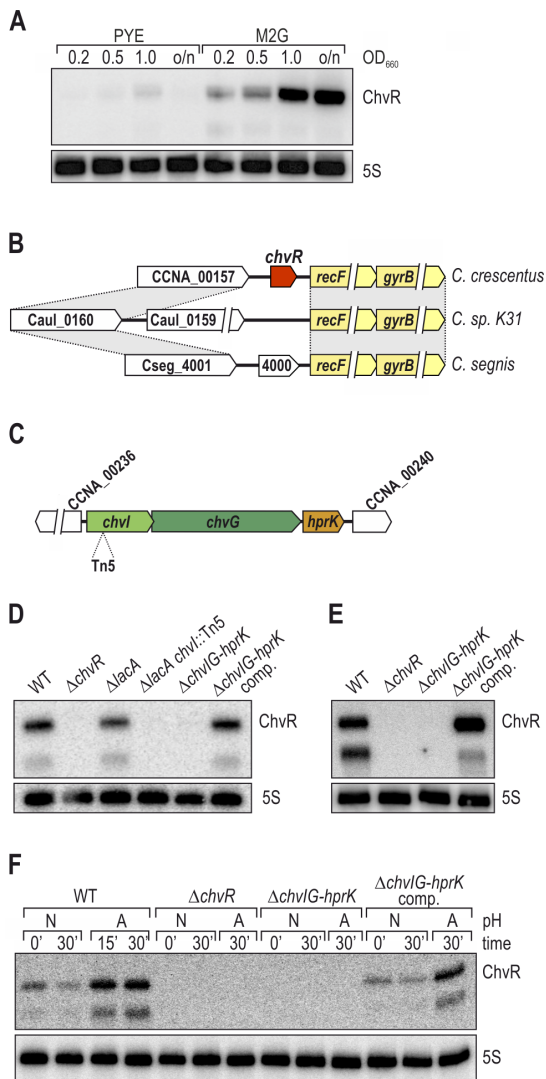 A
PYE M2G
0.2 0.5 1.0 o/n 0.2 0.5 1.0 o/n OD660
ChvR
5S
B
chvR
CCNA_00157 recF gyrB C. crescentus
Caul_0160 Caul_0159 recF gyrB C. sp. K31
Cseg_4001 4000 recF gyrB C. segnis
C
CCNA_00236 CCNA_00240
chvI chvG hprK
Tn5
D
WT ΔchvR ΔlacA ΔlacA chvI::Tn5 ΔchvIG-hprK ΔchvIG-hprK comp.
ChvR
5S
E
WT ΔchvR ΔchvIG-hprK ΔchvIG-hprK comp.
ChvR
5S
F
WT ΔchvR ΔchvIG-hprK ΔchvIG-hprK
comp.
N A N A N A N A pH
0' 30' 15' 30' 0' 30' 30' 0' 30' 30' 0' 30' 30' time
ChvR
5S